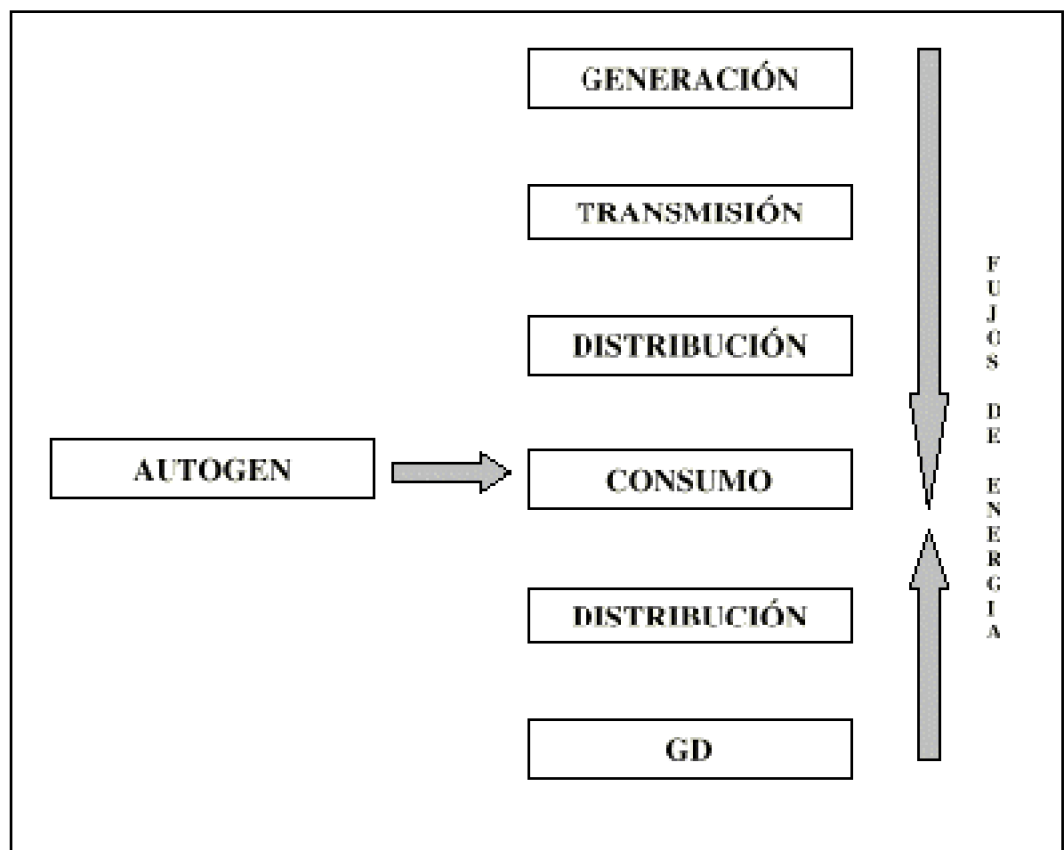 GENERACIÓN
TRANSMISIÓN
DISTRIBUCIÓN
AUTOGEN
CONSUMO
DISTRIBUCIÓN
GD
FUJOS DE ENERGIA